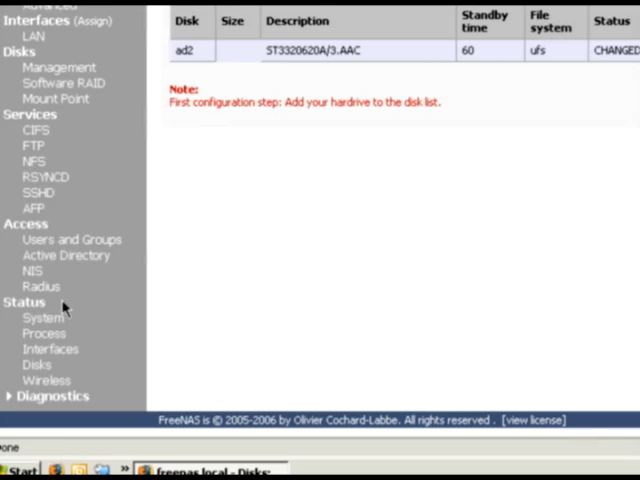 Advanced
Interfaces (Assign)
LAN
Disks
Management
Software RAID
Mount Point
Services
CIFS
FTP
NFS
RSYNCD
SSHD
AFP
Access
Users and Groups
Active Directory
NIS
Radius
Status
System
Process
Interfaces
Disks
Wireless
Diagnostics
Disk Size Description Standby time File system Status
ad2 ST3320620A/3.AAC 60 ufs CHANGED
Note:
First configuration step: Add your hardrive to the disk list.
FreeNAS is © 2005-2006 by Olivier Cochard-Labbe. All rights reserved . [view license]
Done
Start » freenas.local - Disks: